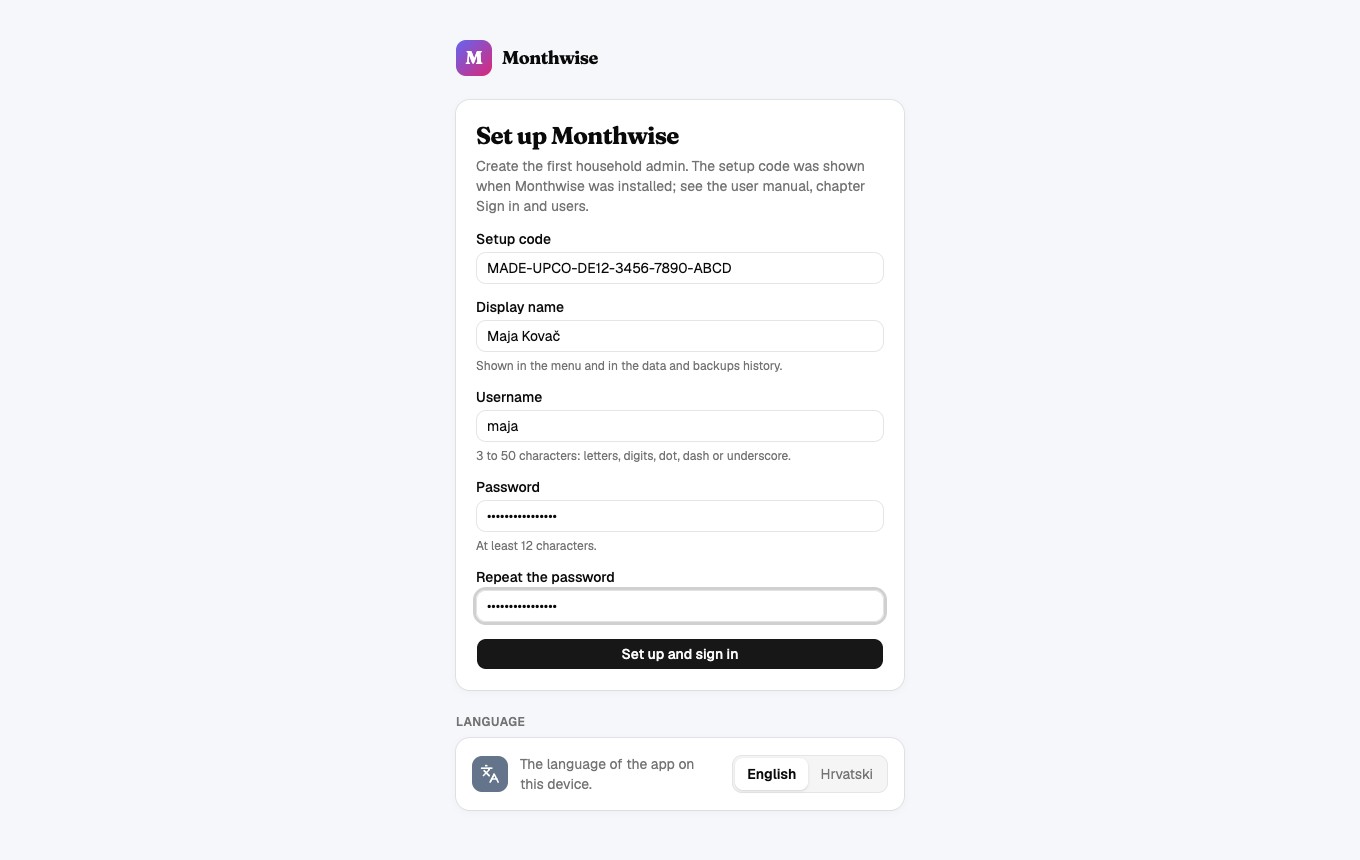 M Monthwise
Set up Monthwise
Create the first household admin. The setup code was shown
when Monthwise was installed; see the user manual, chapter
Sign in and users.
Setup code
MADE-UPCO-DE12-3456-7890-ABCD
Display name
Maja Kovač
Shown in the menu and in the data and backups history.
Username
maja
3 to 50 characters: letters, digits, dot, dash or underscore.
Password
••••••••••••••••
At least 12 characters.
Repeat the password
••••••••••••••••
Set up and sign in
LANGUAGE
The language of the app on
this device.
English Hrvatski